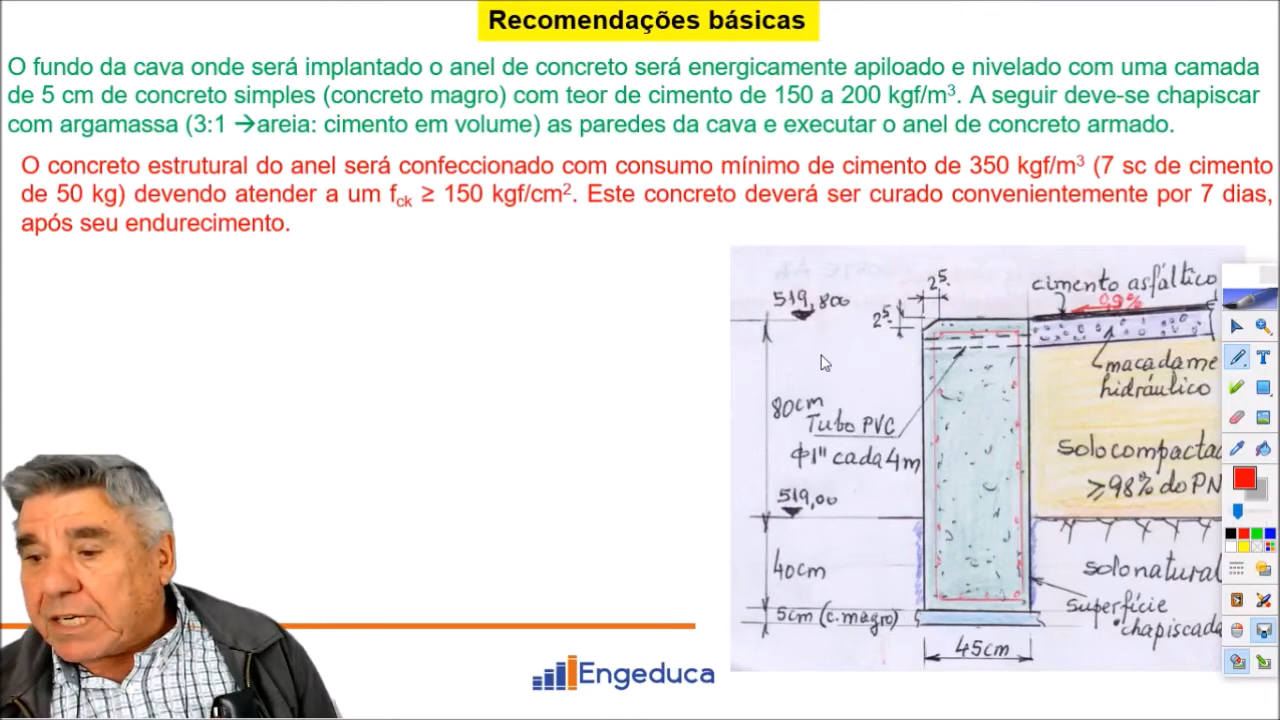 Recomendações básicas
O fundo da cava onde será implantado o anel de concreto será energicamente apiloado e nivelado com uma camada
de 5 cm de concreto simples (concreto magro) com teor de cimento de 150 a 200 kgf/m³. A seguir deve-se chapiscar
com argamassa (3:1 →areia: cimento em volume) as paredes da cava e executar o anel de concreto armado.
O concreto estrutural do anel será confeccionado com consumo mínimo de cimento de 350 kgf/m³ (7 sc de cimento
de 50 kg) devendo atender a um fck ≥ 150 kgf/cm². Este concreto deverá ser curado convenientemente por 7 dias,
após seu endurecimento.
2⁵
cimento asfáltico
519,800
0,9%
2⁵
macadame
hidráulico
80cm
Tubo PVC
Φ1" cada 4m
solo compactad
≥98% do PN
519,00
40cm
solo natural
superfície
chapiscada
5cm (c.magro)
45cm
Engeduca